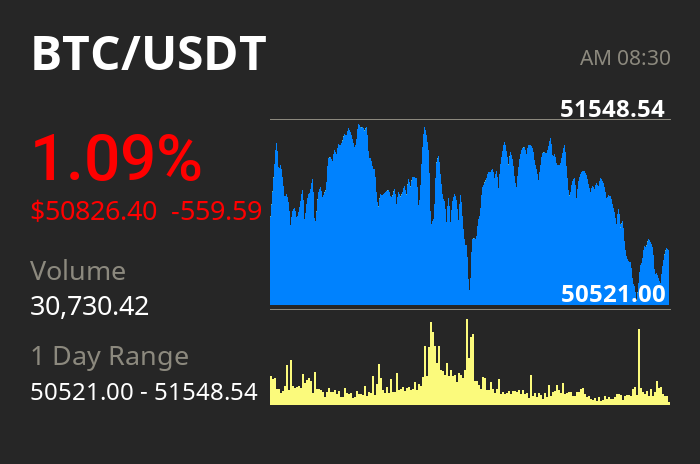 BTC/USDT
AM 08:30
51548.54
1.09%
$50826.40 -559.59
Volume
30,730.42
50521.00
1 Day Range
50521.00 - 51548.54